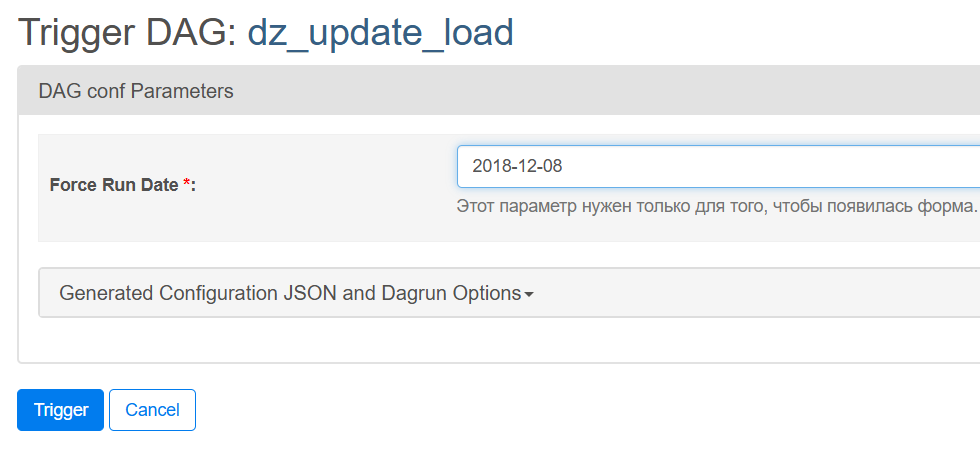 Trigger DAG: dz_update_load
DAG conf Parameters
Force Run Date *:
2018-12-08
Этот параметр нужен только для того, чтобы появилась форма.
Generated Configuration JSON and Dagrun Options
Trigger
Cancel